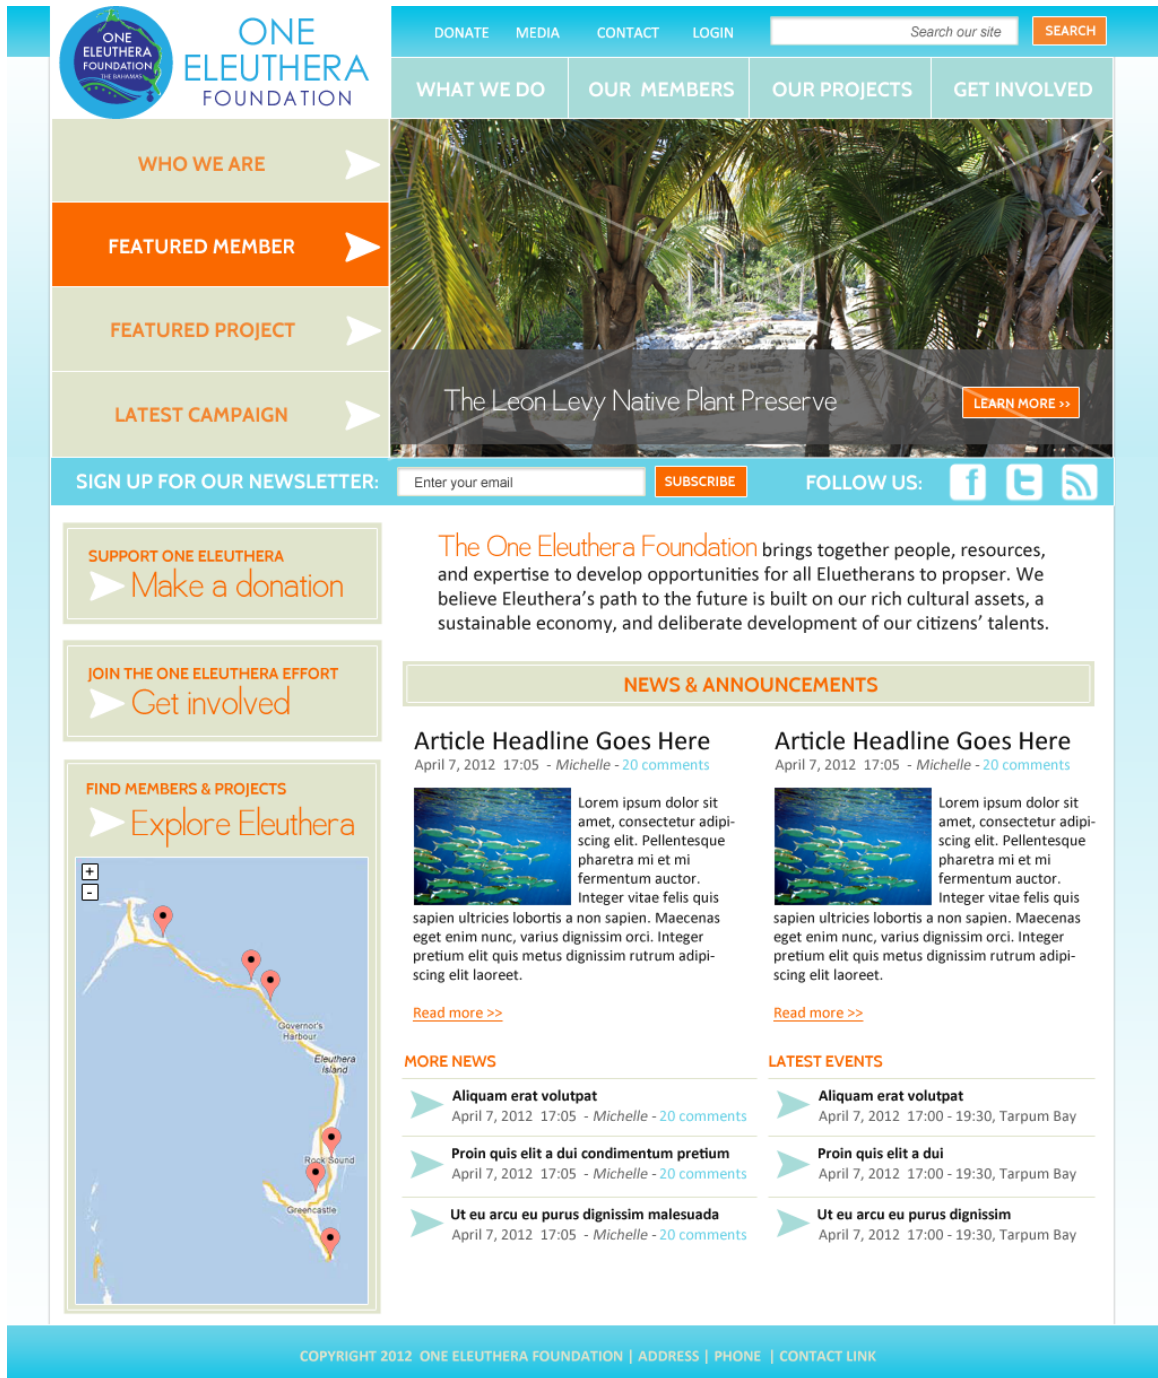 ONE
ELEUTHERA
FOUNDATION
THE BAHAMAS
ONE
ELEUTHERA
FOUNDATION
DONATE MEDIA CONTACT LOGIN
Search our site
SEARCH
WHAT WE DO
OUR MEMBERS
OUR PROJECTS
GET INVOLVED
WHO WE ARE
FEATURED MEMBER
FEATURED PROJECT
LATEST CAMPAIGN
The Leon Levy Native Plant Preserve
LEARN MORE >>
SIGN UP FOR OUR NEWSLETTER:
Enter your email
SUBSCRIBE
FOLLOW US:
SUPPORT ONE ELEUTHERA
Make a donation
JOIN THE ONE ELEUTHERA EFFORT
Get involved
FIND MEMBERS & PROJECTS
Explore Eleuthera
+
-
Governor's
Harbour
Eleuthera
Island
Rock Sound
Greencastle
The One Eleuthera Foundation brings together people, resources,
and expertise to develop opportunities for all Eluetherans to propser. We
believe Eleuthera's path to the future is built on our rich cultural assets, a
sustainable economy, and deliberate development of our citizens' talents.
NEWS & ANNOUNCEMENTS
Article Headline Goes Here
April 7, 2012 17:05 - Michelle - 20 comments
Lorem ipsum dolor sit
amet, consectetur adipi-
scing elit. Pellentesque
pharetra mi et mi
fermentum auctor.
Integer vitae felis quis
sapien ultricies lobortis a non sapien. Maecenas
eget enim nunc, varius dignissim orci. Integer
pretium elit quis metus dignissim rutrum adipi-
scing elit laoreet.
Read more >>
Article Headline Goes Here
April 7, 2012 17:05 - Michelle - 20 comments
Lorem ipsum dolor sit
amet, consectetur adipi-
scing elit. Pellentesque
pharetra mi et mi
fermentum auctor.
Integer vitae felis quis
sapien ultricies lobortis a non sapien. Maecenas
eget enim nunc, varius dignissim orci. Integer
pretium elit quis metus dignissim rutrum adipi-
scing elit laoreet.
Read more >>
MORE NEWS
Aliquam erat volutpat
April 7, 2012 17:05 - Michelle - 20 comments
Proin quis elit a dui condimentum pretium
April 7, 2012 17:05 - Michelle - 20 comments
Ut eu arcu eu purus dignissim malesuada
April 7, 2012 17:05 - Michelle - 20 comments
LATEST EVENTS
Aliquam erat volutpat
April 7, 2012 17:00 - 19:30, Tarpum Bay
Proin quis elit a dui
April 7, 2012 17:00 - 19:30, Tarpum Bay
Ut eu arcu eu purus dignissim
April 7, 2012 17:00 - 19:30, Tarpum Bay
COPYRIGHT 2012 ONE ELEUTHERA FOUNDATION | ADDRESS | PHONE | CONTACT LINK